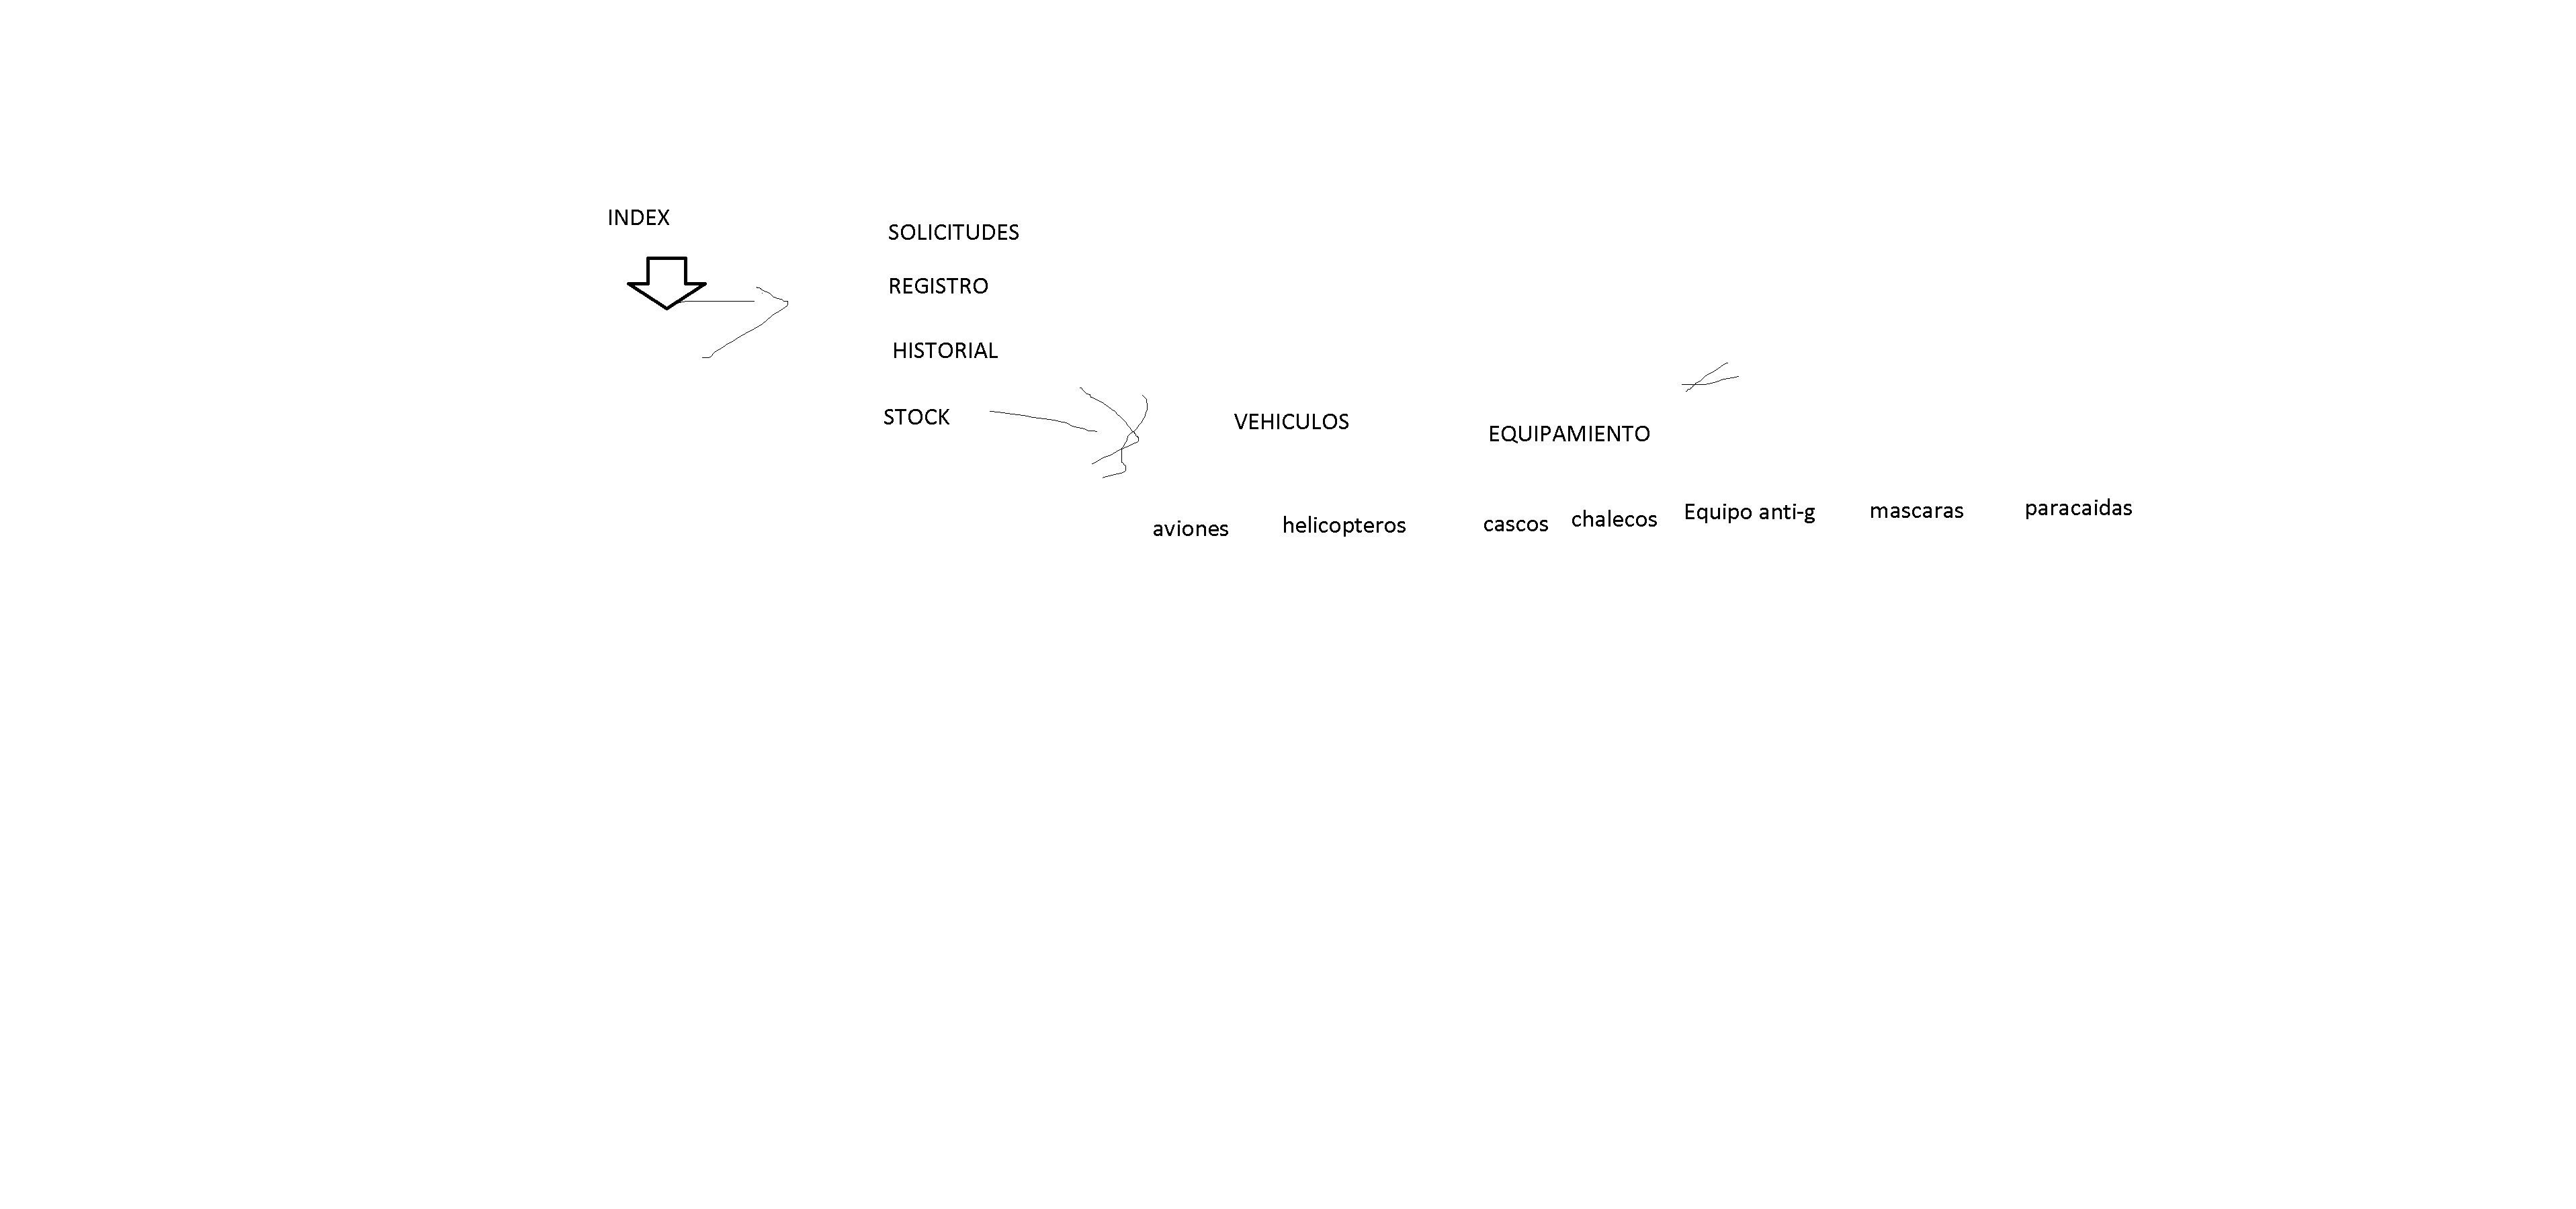 INDEX
SOLICITUDES
REGISTRO
HISTORIAL
STOCK
VEHICULOS
EQUIPAMIENTO
aviones
helicopteros
cascos
chalecos
Equipo anti-g
mascaras
paracaidas